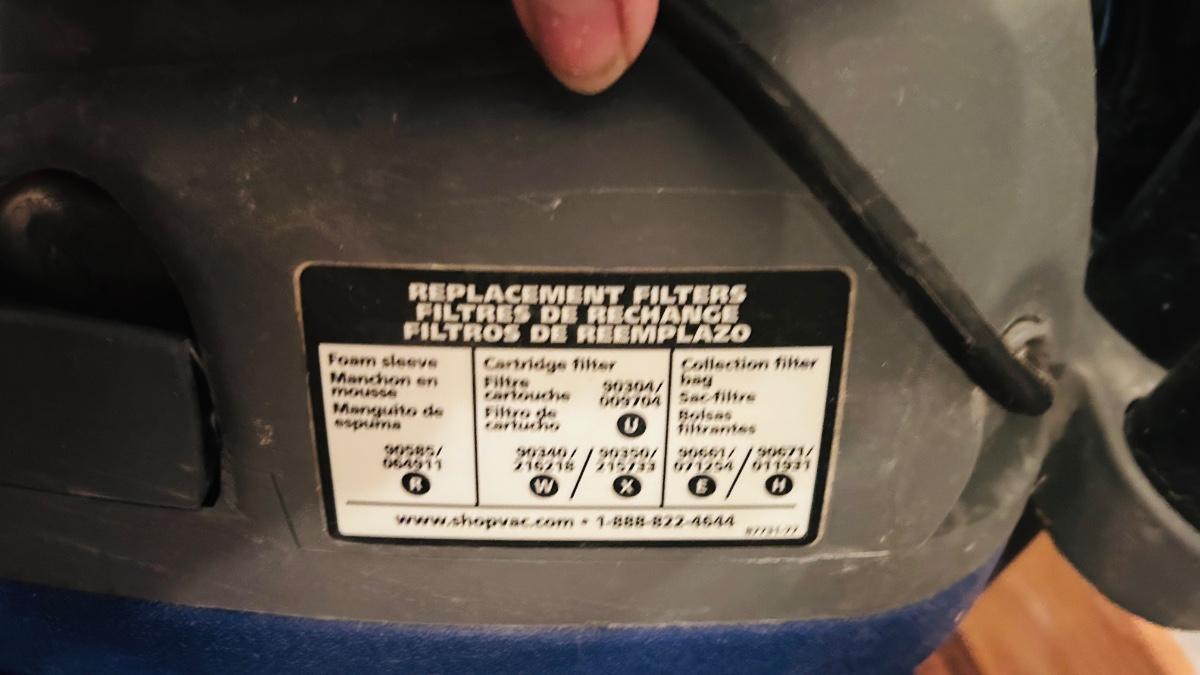 REPLACEMENT FILTERS
FILTRES DE RECHANGE
FILTROS DE REEMPLAZO
Foam sleeve
Manchon en
mousse
Manguito de
espuma
90585/
064911
R
Cartridge filter
Filtre
cartouche
Filtro de
cartucho
90304/
009704
U
90340/
216218
W
/
90350/
215733
X
Collection filter
bag
Sac-filtre
Bolsas
filtrantes
90661/
071254
E
/
90671/
011931
H
www.shopvac.com • 1-888-822-4644